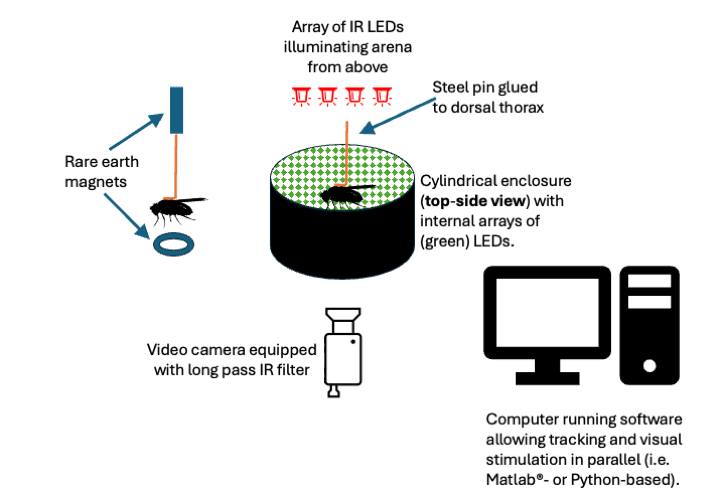 Array of IR LEDs
illuminating arena
from above
Steel pin glued
to dorsal thorax
Rare earth
magnets
Cylindrical enclosure
(top-side view) with
internal arrays of
(green) LEDs.
Video camera equipped
with long pass IR filter
Computer running software
allowing tracking and visual
stimulation in parallel (i.e.
Matlab®- or Python-based).